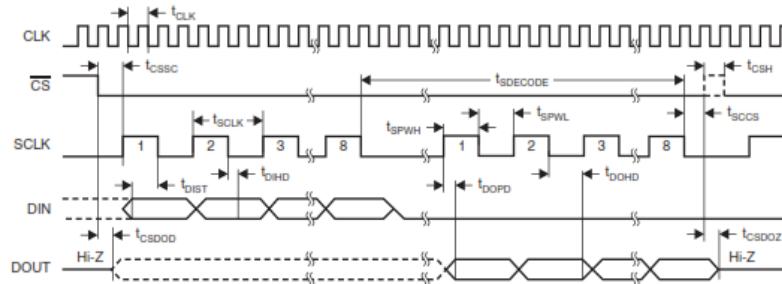 CLK
tCLK
tCSSC
CS
tSDECODE
tCSH
tSCLK
tSPWH
tSPWL
tSCCS
SCLK
1 2 3 8 1 2 3 8
tDIST
tDIHD
tDOPD
tDOHD
DIN
tCSDOD
tCSDOZ
Hi-Z
Hi-Z
DOUT